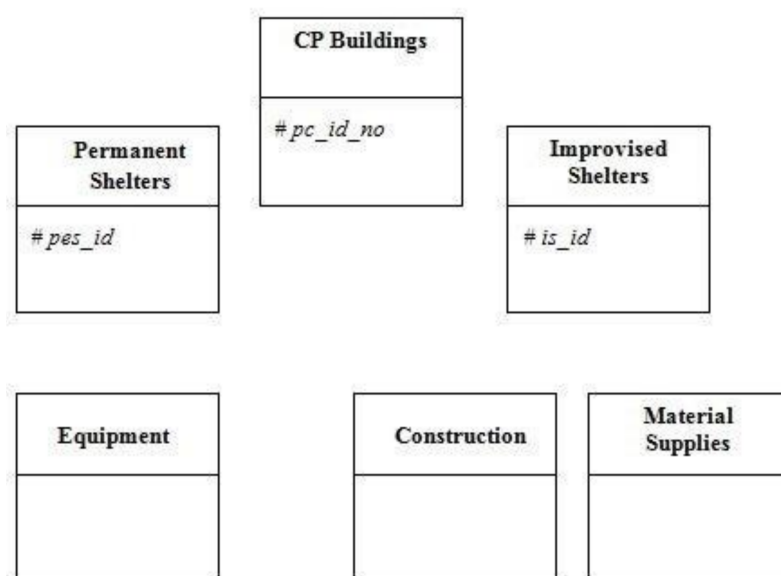 CP Buildings
# pc_id_no
Permanent
Shelters
# pes_id
Improvised
Shelters
# is_id
Equipment
Construction
Material
Supplies